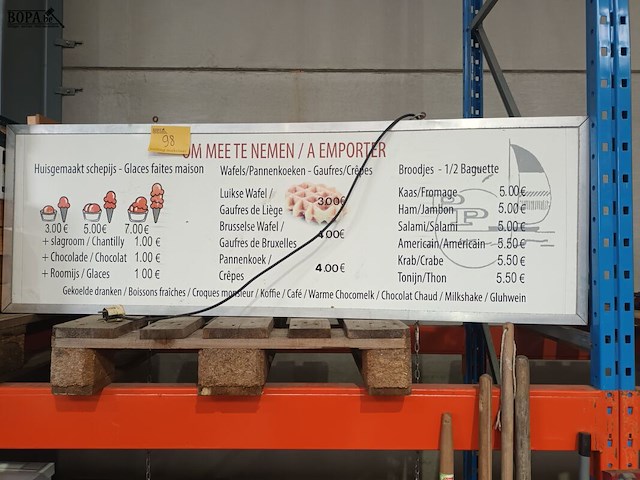 BOPA.be
98
OM MEE TE NEMEN / A EMPORTER
Huisgemaakt schepijs - Glaces faites maison
3.00 € 5.00 € 7.00 €
+ slagroom / Chantilly 1.00 €
+ Chocolade / Chocolat 1.00 €
+ Roomijs / Glaces 1 00 €
Wafels/Pannenkoeken - Gaufres/Crêpes
Luikse Wafel /
Gaufres de Liège 3.00 €
Brusselse Wafel /
Gaufres de Bruxelles 4.00 €
Pannenkoek /
Crêpes 4.00 €
Broodjes - 1/2 Baguette
Kaas/Fromage 5.00 €
Ham/Jambon 5.00 €
Salami/Salami 5.00 €
Americain/Américain 5.50 €
Krab/Crabe 5.50 €
Tonijn/Thon 5.50 €
Gekoelde dranken / Boissons fraîches / Croques monsieur / Koffie / Café / Warme Chocomelk / Chocolat Chaud / Milkshake / Gluhwein